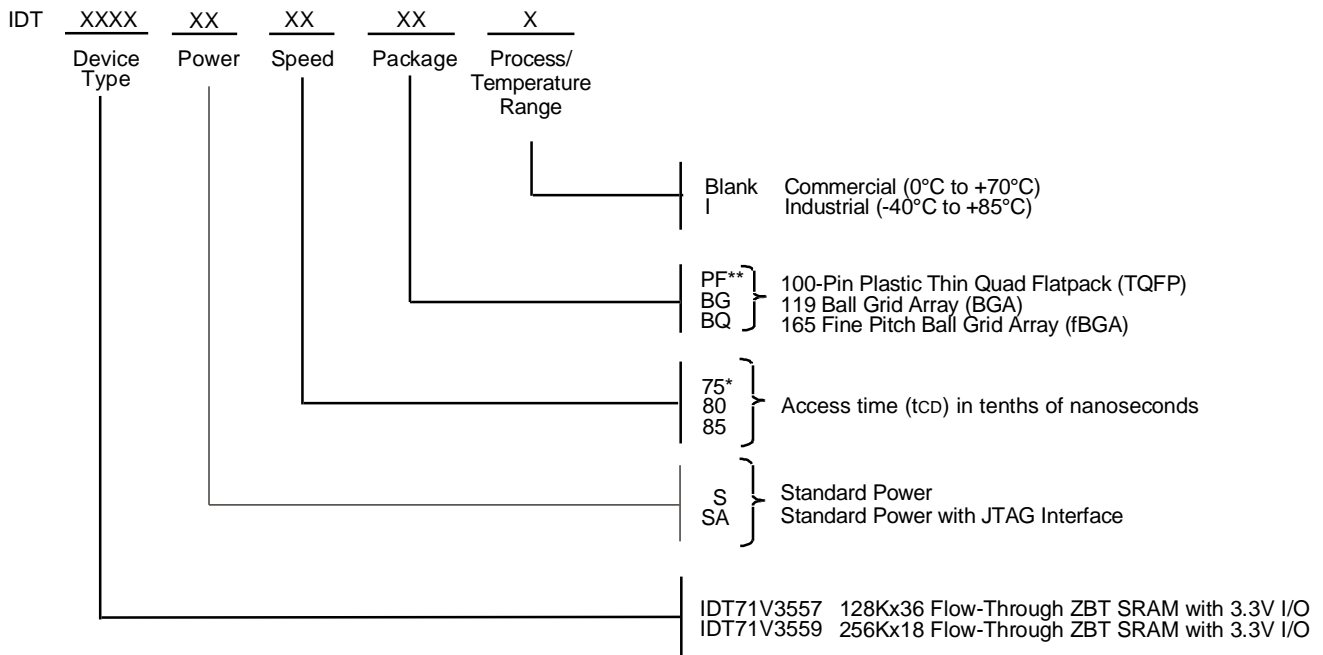 IDT XXXX XX XX XX X
Device Type Power Speed Package Process/
Temperature
Range
Blank Commercial (0°C to +70°C)
I Industrial (-40°C to +85°C)
PF** 100-Pin Plastic Thin Quad Flatpack (TQFP)
BG 119 Ball Grid Array (BGA)
BQ 165 Fine Pitch Ball Grid Array (fBGA)
75*
80 Access time (tCD) in tenths of nanoseconds
85
S Standard Power
SA Standard Power with JTAG Interface
IDT71V3557 128Kx36 Flow-Through ZBT SRAM with 3.3V I/O
IDT71V3559 256Kx18 Flow-Through ZBT SRAM with 3.3V I/O